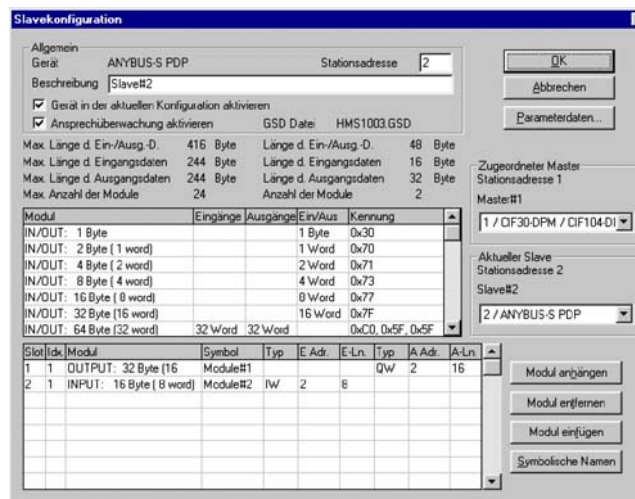 Slavekonfiguration
Allgemein
Gerät ANYBUS-S PDP Stationsadresse 2
Beschreibung Slave#2
Gerät in der aktuellen Konfiguration aktivieren
Ansprechüberwachung aktivieren GSD Datei HMS1003.GSD
OK
Abbrechen
Parameterdaten...
Max. Länge d. Ein-/Ausg.-D. 416 Byte Länge d. Ein-/Ausg.-D. 48 Byte
Max. Länge d. Eingangsdaten 244 Byte Länge d. Eingangsdaten 16 Byte
Max. Länge d. Ausgangsdaten 244 Byte Länge d. Ausgangsdaten 32 Byte
Max. Anzahl der Module 24 Anzahl der Module 2
Zugeordneter Master
Stationsadresse 1
Master#1
1 / CIF30-DPM / CIF104-DI
Modul Eingänge Ausgänge Ein/Aus Kennung
IN/OUT: 1 Byte 1 Byte 0x30
IN/OUT: 2 Byte ( 1 word) 1 Word 0x70
IN/OUT: 4 Byte ( 2 word) 2 Word 0x71
IN/OUT: 8 Byte ( 4 word) 4 Word 0x73
IN/OUT: 16 Byte ( 8 word) 8 Word 0x77
IN/OUT: 32 Byte (16 word) 16 Word 0x7F
IN/OUT: 64 Byte (32 word) 32 Word 32 Word 0xC0, 0x5F, 0x5F
Aktueller Slave
Stationsadresse 2
Slave#2
2 / ANYBUS-S PDP
Slot Idx Modul Symbol Typ E Adr. E-Ln. Typ A Adr. A-Ln.
1 1 OUTPUT: 32 Byte (16 Module#1 QW 2 16
2 1 INPUT: 16 Byte ( 8 word) Module#2 IW 2 8
Modul anhängen
Modul entfernen
Modul einfügen
Symbolische Namen